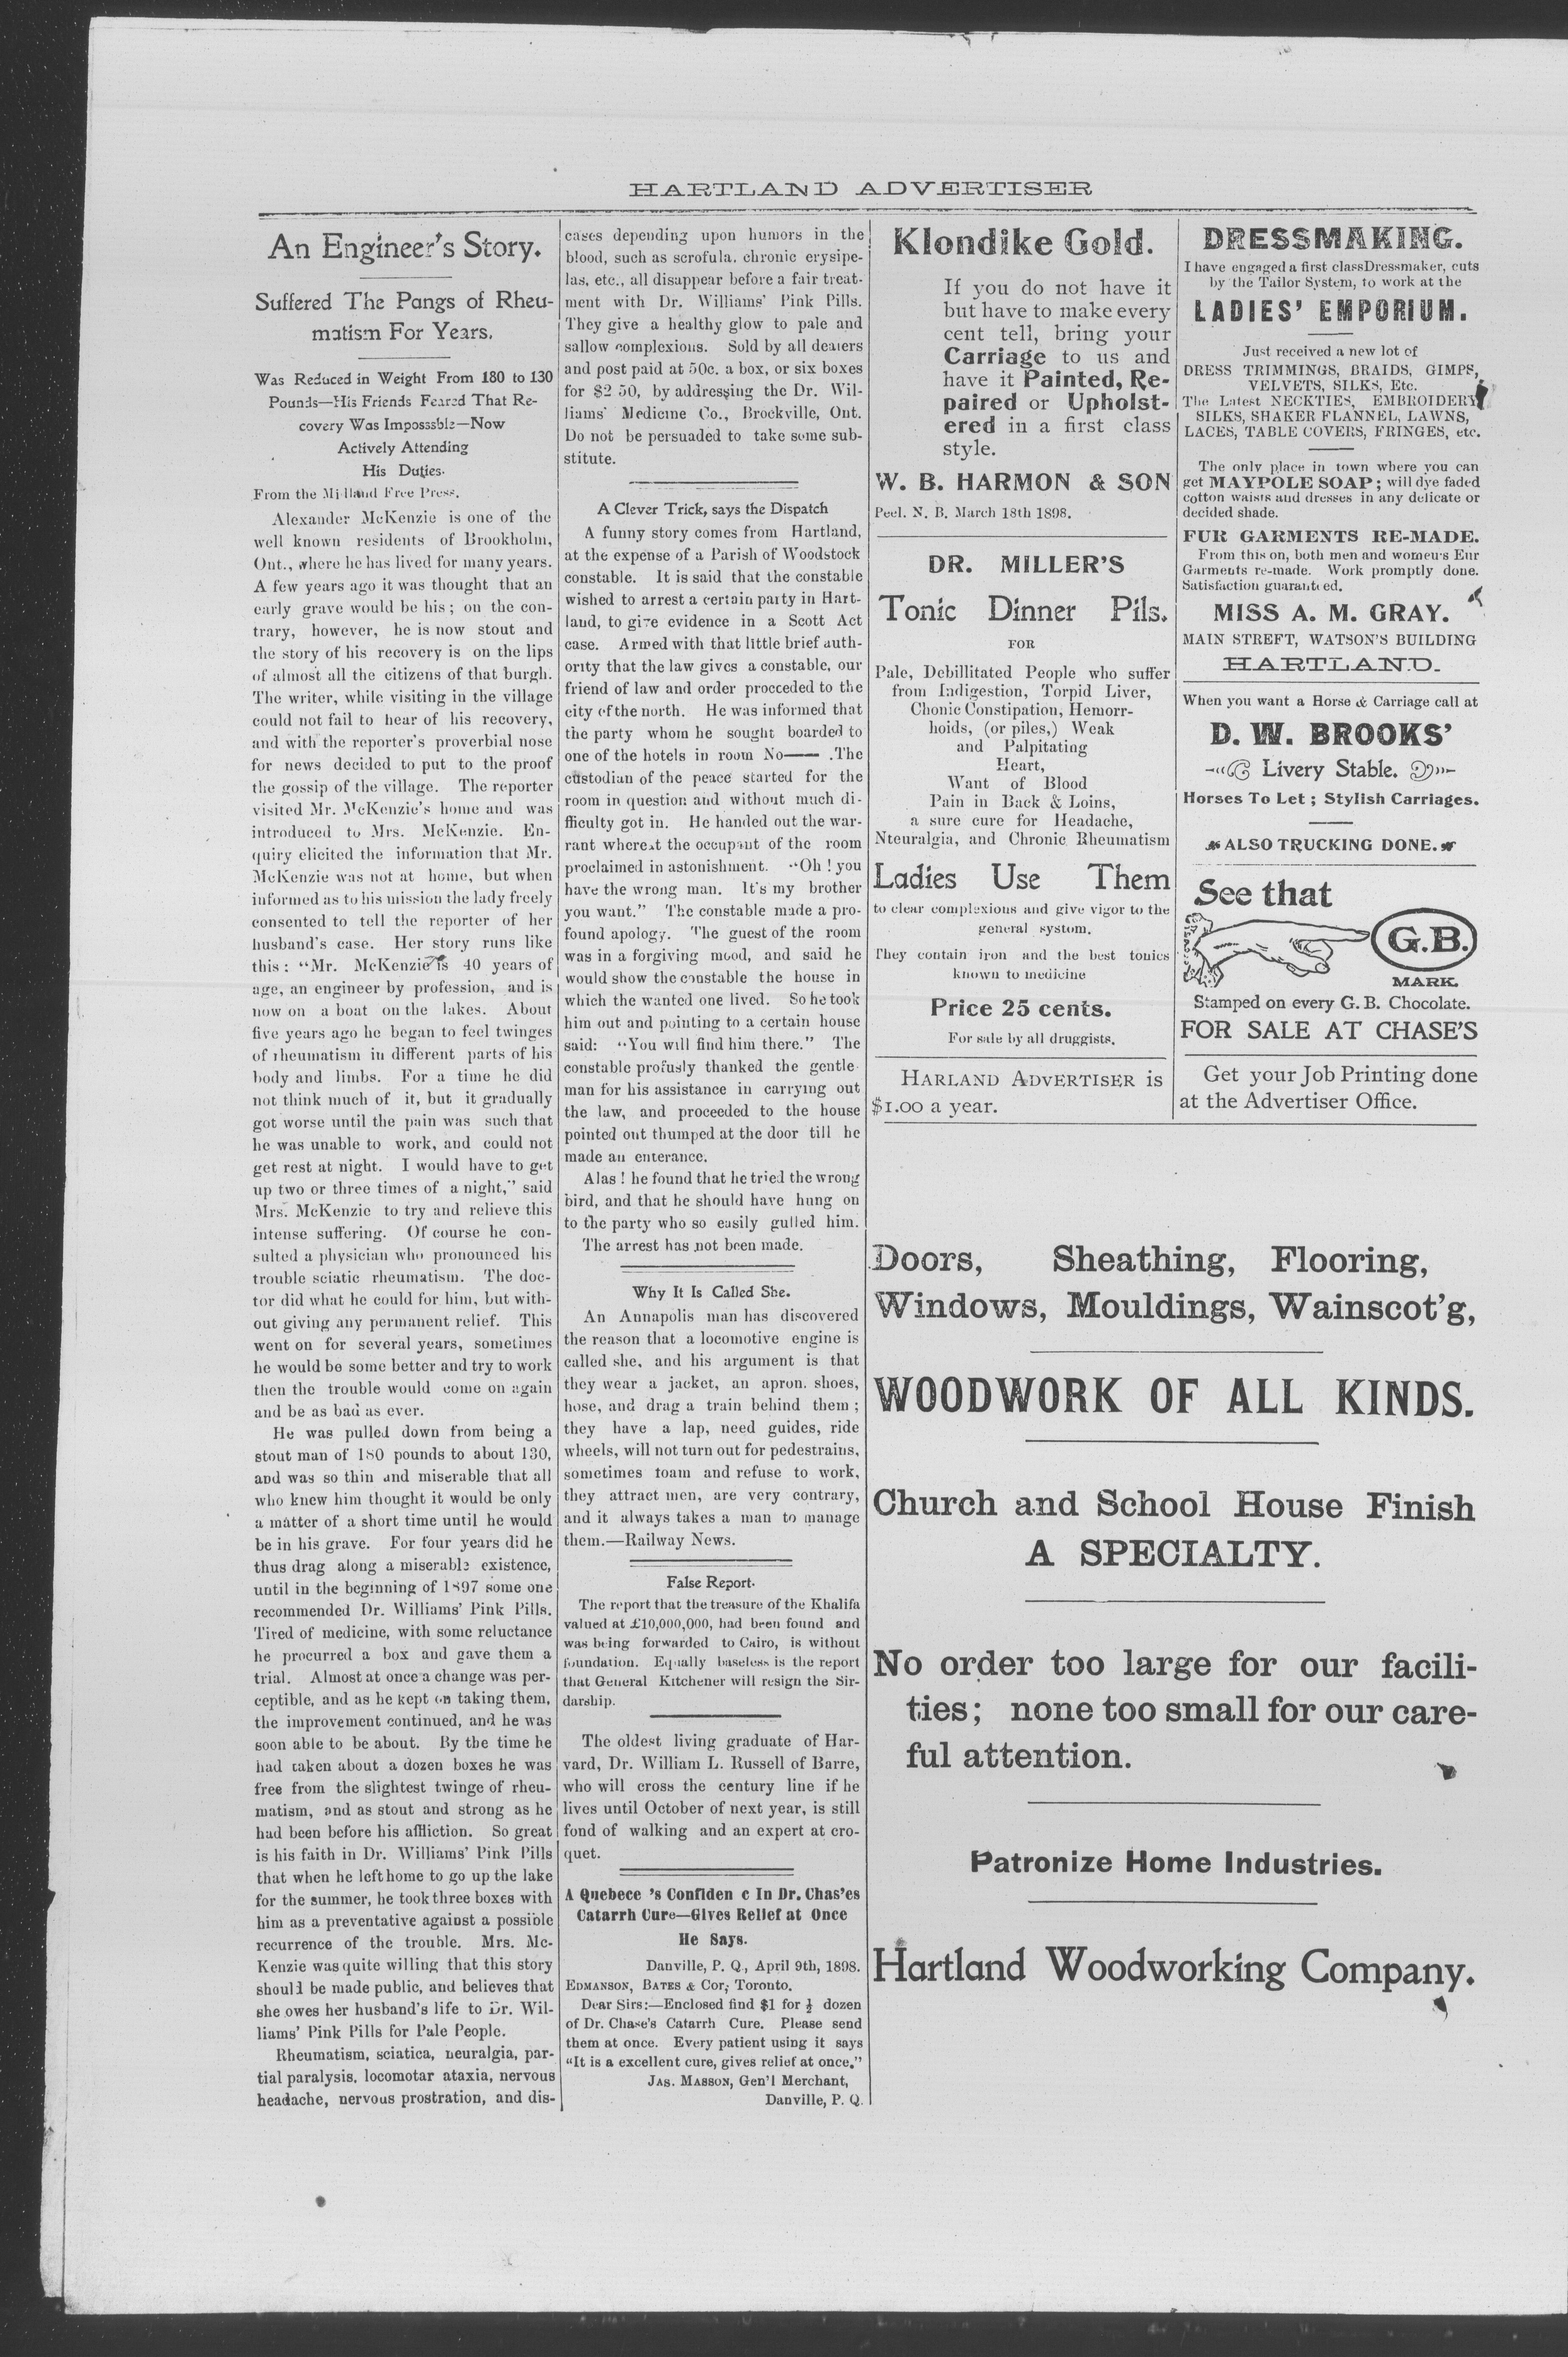 HARTLAND ADVERTISER
An Engineer's Story.
Suffered The Pangs of Rheu-
matism For Years.
Was Reduced in Weight From 180 to 130
Pounds—His Friends Feared That Re-
covery Was Imposssble—Now
Actively Attending
His Duties.
From the Midland Free Press.
Alexander McKenzie is one of the
well known residents of Brookholm,
Ont., where he has lived for many years.
A few years ago it was thought that an
early grave would be his; on the con-
trary, however, he is now stout and
the story of his recovery is on the lips
of almost all the citizens of that burgh.
The writer, while visiting in the village
could not fail to hear of his recovery,
and with the reporter's proverbial nose
for news decided to put to the proof
the gossip of the village. The reporter
visited Mr. McKenzie's home and was
introduced to Mrs. McKenzie. En-
quiry elicited the information that Mr.
McKenzie was not at home, but when
informed as to his mission the lady freely
consented to tell the reporter of her
husband's case. Her story runs like
this: "Mr. McKenzie is 40 years of
age, an engineer by profession, and is
now on a boat on the lakes. About
five years ago he began to feel twinges
of rheumatism in different parts of his
body and limbs. For a time he did
not think much of it, but it gradually
got worse until the pain was such that
he was unable to work, and could not
get rest at night. I would have to get
up two or three times of a night," said
Mrs. McKenzie to try and relieve this
intense suffering. Of course he con-
sulted a physician who pronounced his
trouble sciatic rheumatism. The doc-
tor did what he could for him, but with-
out giving any permanent relief. This
went on for several years, sometimes
he would be some better and try to work
then the trouble would come on again
and be as bad as ever.
He was pulled down from being a
stout man of 180 pounds to about 130,
and was so thin and miserable that all
who knew him thought it would be only
a matter of a short time until he would
be in his grave. For four years did he
thus drag along a miserable existence,
until in the beginning of 1897 some one
recommended Dr. Williams' Pink Pills.
Tired of medicine, with some reluctance
he procurred a box and gave them a
trial. Almost at once a change was per-
ceptible, and as he kept on taking them,
the improvement continued, and he was
soon able to be about. By the time he
had taken about a dozen boxes he was
free from the slightest twinge of rheu-
matism, and as stout and strong as he
had been before his affliction. So great
is his faith in Dr. Williams' Pink Pills
that when he left home to go up the lake
for the summer, he took three boxes with
him as a preventative against a possible
recurrence of the trouble. Mrs. Mc-
Kenzie was quite willing that this story
should be made public, and believes that
she owes her husband's life to Dr. Wil-
liams' Pink Pills for Pale People.
Rheumatism, sciatica, neuralgia, par-
tial paralysis, locomotar ataxia, nervous
headache, nervous prostration, and dis-
cases depending upon humors in the
blood, such as scrofula, chronic erysipe-
las, etc., all disappear before a fair treat-
ment with Dr. Williams' Pink Pills.
They give a healthy glow to pale and
sallow complexions. Sold by all dealers
and post paid at 50c. a box, or six boxes
for $2 50, by addressing the Dr. Wil-
liams' Medicine Co., Brockville, Ont.
Do not be persuaded to take some sub-
stitute.
A Clever Trick, says the Dispatch
A funny story comes from Hartland,
at the expense of a Parish of Woodstock
constable. It is said that the constable
wished to arrest a certain party in Hart-
land, to give evidence in a Scott Act
case. Armed with that little brief auth-
ority that the law gives a constable, our
friend of law and order procceded to the
city of the north. He was informed that
the party whom he sought boarded to
one of the hotels in room No—— .The
custodian of the peace started for the
room in question and without much di-
fficulty got in. He handed out the war-
rant whereat the occupant of the room
proclaimed in astonishment. "Oh! you
have the wrong man. It's my brother
you want." The constable made a pro-
found apology. The guest of the room
was in a forgiving mood, and said he
would show the constable the house in
which the wanted one lived. So he took
him out and pointing to a certain house
said: "You will find him there." The
constable profusly thanked the gentle-
man for his assistance in carrying out
the law, and proceeded to the house
pointed out thumped at the door till he
made an enterance.
Alas! he found that he tried the wrong
bird, and that he should have hung on
to the party who so easily gulled him.
The arrest has not been made.
Why It Is Called She.
An Annapolis man has discovered
the reason that a locomotive engine is
called she, and his argument is that
they wear a jacket, an apron. shoes,
hose, and drag a train behind them;
they have a lap, need guides, ride
wheels, will not turn out for pedestrains,
sometimes foam and refuse to work,
they attract men, are very contrary,
and it always takes a man to manage
them.—Railway News.
False Report.
The report that the treasure of the Khalifa
valued at £10,000,000, had been found and
was being forwarded to Cairo, is without
foundation. Equally baseless is the report
that General Kitchener will resign the Sir-
darship.
The oldest living graduate of Har-
vard, Dr. William L. Russell of Barre,
who will cross the century line if he
lives until October of next year, is still
fond of walking and an expert at cro-
quet.
A Quebece 's Confiden c In Dr. Chas'es
Catarrh Cure—Gives Relief at Once
He Says.
Danville, P. Q., April 9th, 1898.
EDMANSON, BATES & Cor, Toronto.
Dear Sirs:—Enclosed find $1 for ½ dozen
of Dr. Chase's Catarrh Cure. Please send
them at once. Every patient using it says
"It is a excellent cure, gives relief at once."
JAS. MASSON, Gen'l Merchant,
Danville, P. Q.
Klondike Gold.
If you do not have it
but have to make every
cent tell, bring your
Carriage to us and
have it Painted, Re-
paired or Upholst-
ered in a first class
style.
W. B. HARMON & SON
Peel. N. B. March 18th 1898.
DR. MILLER'S
Tonic Dinner Pils.
FOR
Pale, Debillitated People who suffer
from Indigestion, Torpid Liver,
Chonic Constipation, Hemorr-
hoids, (or piles,) Weak
and Palpitating
Heart,
Want of Blood
Pain in Back & Loins,
a sure cure for Headache,
Nteuralgia, and Chronic Rheumatism
Ladies Use Them
to clear complexions and give vigor to the
general system.
They contain iron and the best tonics
known to medicine
Price 25 cents.
For sale by all druggists.
HARLAND ADVERTISER is
$1.00 a year.
DRESSMAKING.
I have engaged a first classDressmaker, cuts
by the Tailor System, to work at the
LADIES' EMPORIUM.
Just received a new lot of
DRESS TRIMMINGS, BRAIDS, GIMPS,
VELVETS, SILKS, Etc.
The Latest NECKTIES, EMBROIDERY
SILKS, SHAKER FLANNEL, LAWNS,
LACES, TABLE COVERS, FRINGES, etc.
The only place in town where you can
get MAYPOLE SOAP; will dye faded
cotton waists and dresses in any delicate or
decided shade.
FUR GARMENTS RE-MADE.
From this on, both men and women's Fur
Garments re-made. Work promptly done.
Satisfaction guaranteed.
MISS A. M. GRAY.
MAIN STREET, WATSON'S BUILDING
HARTLAND.
When you want a Horse & Carriage call at
D. W. BROOKS'
Livery Stable.
Horses To Let; Stylish Carriages.
ALSO TRUCKING DONE.
See that
G.B.
MARK.
Stamped on every G. B. Chocolate.
FOR SALE AT CHASE'S
Get your Job Printing done
at the Advertiser Office.
Doors, Sheathing, Flooring,
Windows, Mouldings, Wainscot'g,
WOODWORK OF ALL KINDS.
Church and School House Finish
A SPECIALTY.
No order too large for our facili-
ties; none too small for our care-
ful attention.
Patronize Home Industries.
Hartland Woodworking Company.